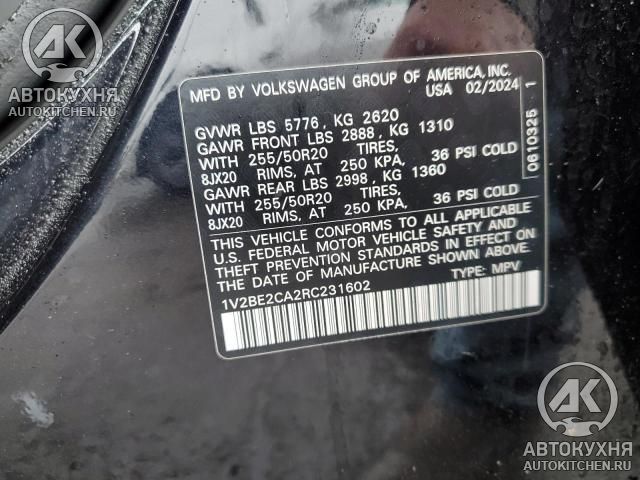 АК
АВТОКУХНЯ
AUTOKITCHEN.RU
MFD BY VOLKSWAGEN GROUP OF AMERICA, INC.
USA 02/2024
GVWR LBS 5776, KG 2620
GAWR FRONT LBS 2888, KG 1310
WITH 255/50R20 TIRES,
8JX20 RIMS, AT 250 KPA, 36 PSI COLD
GAWR REAR LBS 2998, KG 1360
WITH 255/50R20 TIRES,
8JX20 RIMS, AT 250 KPA, 36 PSI COLD
THIS VEHICLE CONFORMS TO ALL APPLICABLE
U.S. FEDERAL MOTOR VEHICLE SAFETY AND
THEFT PREVENTION STANDARDS IN EFFECT ON
DATE OF MANUFACTURE SHOWN ABOVE.
1V2BE2CA2RC231602 TYPE: MPV
0610325 1
АК
АВТОКУХНЯ
AUTOKITCHEN.RU